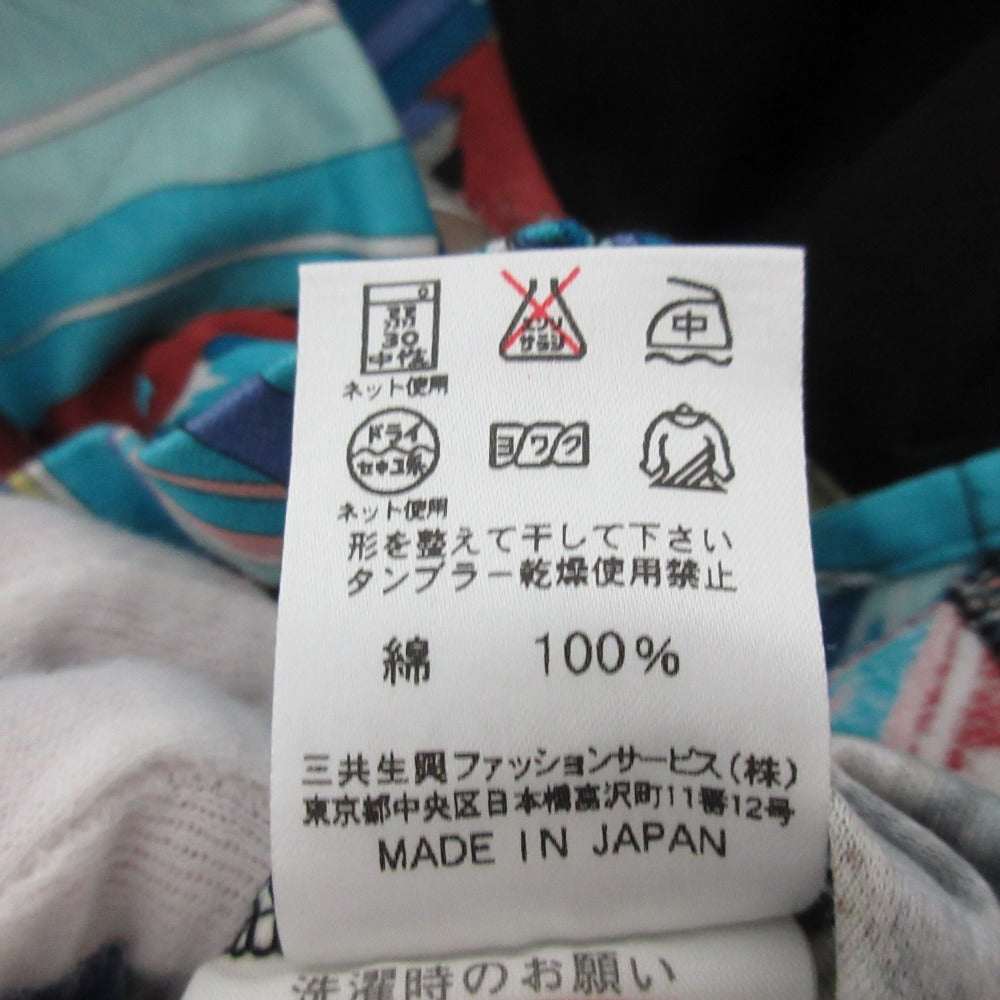 弱
30
中性
エンソ
サラシ
中
ネット使用
ドライ
セキユ系
ヨワク
ネット使用
形を整えて干して下さい
タンブラー乾燥使用禁止
綿 100%
三共生興ファッションサービス(株)
東京都中央区日本橋富沢町11番12号
MADE IN JAPAN
洗濯時のお願い